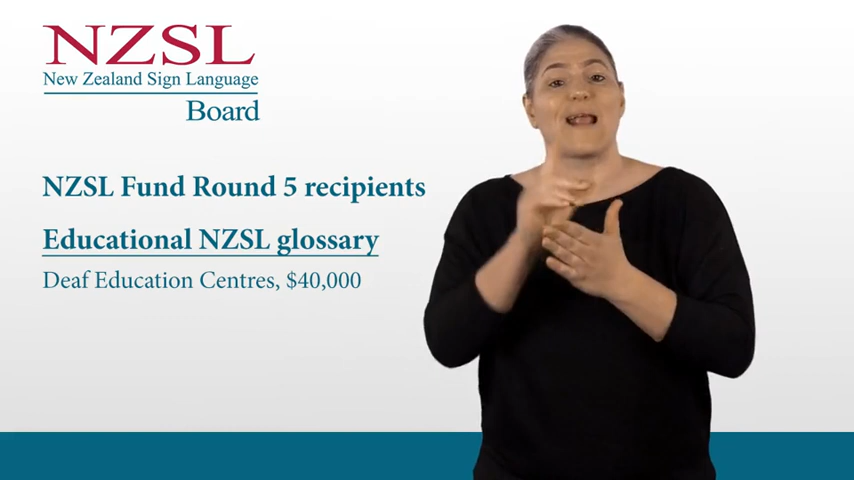 NZSL
New Zealand Sign Language
Board
NZSL Fund Round 5 recipients
Educational NZSL glossary
Deaf Education Centres, $40,000